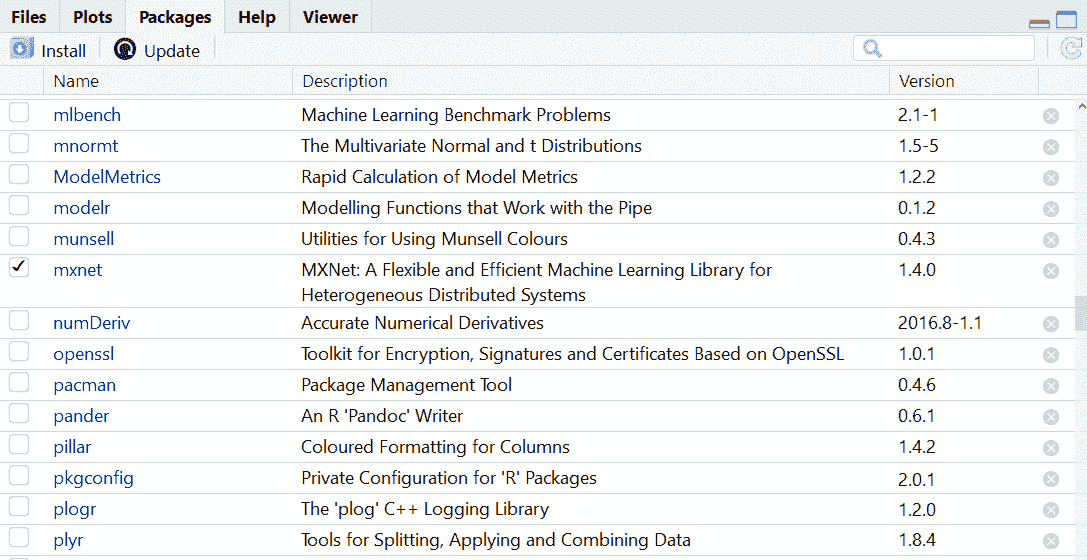 Files Plots Packages Help Viewer
Install Update
Name Description Version
mlbench Machine Learning Benchmark Problems 2.1-1
mnormt The Multivariate Normal and t Distributions 1.5-5
ModelMetrics Rapid Calculation of Model Metrics 1.2.2
modelr Modelling Functions that Work with the Pipe 0.1.2
munsell Utilities for Using Munsell Colours 0.4.3
mxnet MXNet: A Flexible and Efficient Machine Learning Library for 1.4.0
Heterogeneous Distributed Systems
numDeriv Accurate Numerical Derivatives 2016.8-1.1
openssl Toolkit for Encryption, Signatures and Certificates Based on OpenSSL 1.0.1
pacman Package Management Tool 0.4.6
pander An R 'Pandoc' Writer 0.6.1
pillar Coloured Formatting for Columns 1.4.2
pkgconfig Private Configuration for 'R' Packages 2.0.1
plogr The 'plog' C++ Logging Library 1.2.0
plyr Tools for Splitting, Applying and Combining Data 1.8.4